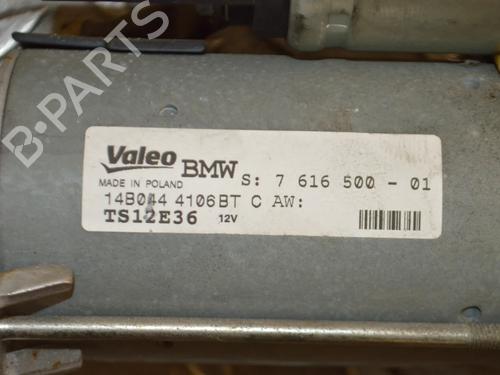 B-PARTS
Valeo BMW S: 7 616 500 - 01
MADE IN POLAND
14B044 4106BT C AW:
TS12E36 12V